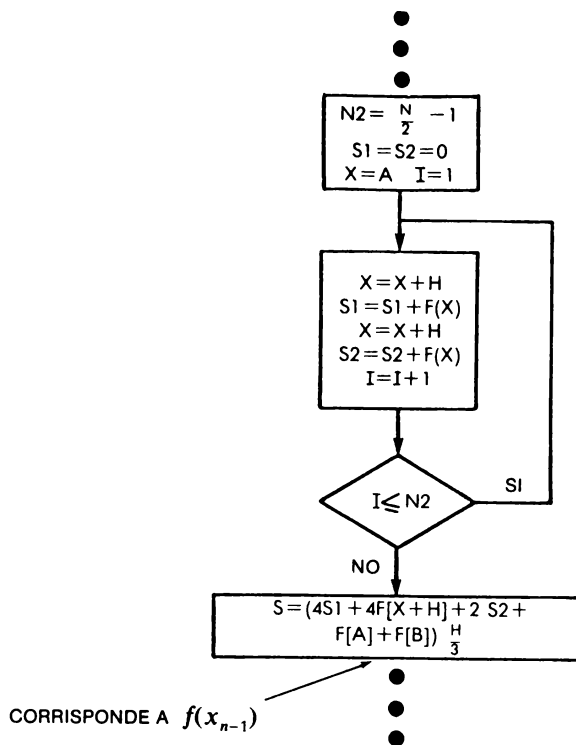 N2= N/2 −1
S1=S2=0
X=A I=1
X=X+H
S1=S1+F(X)
X=X+H
S2=S2+F(X)
I=I+1
I⩽N2
SI
NO
S=(4S1+4F[X+H]+2 S2+
F[A]+F[B]) H/3
CORRISPONDE A f(xₙ₋₁)